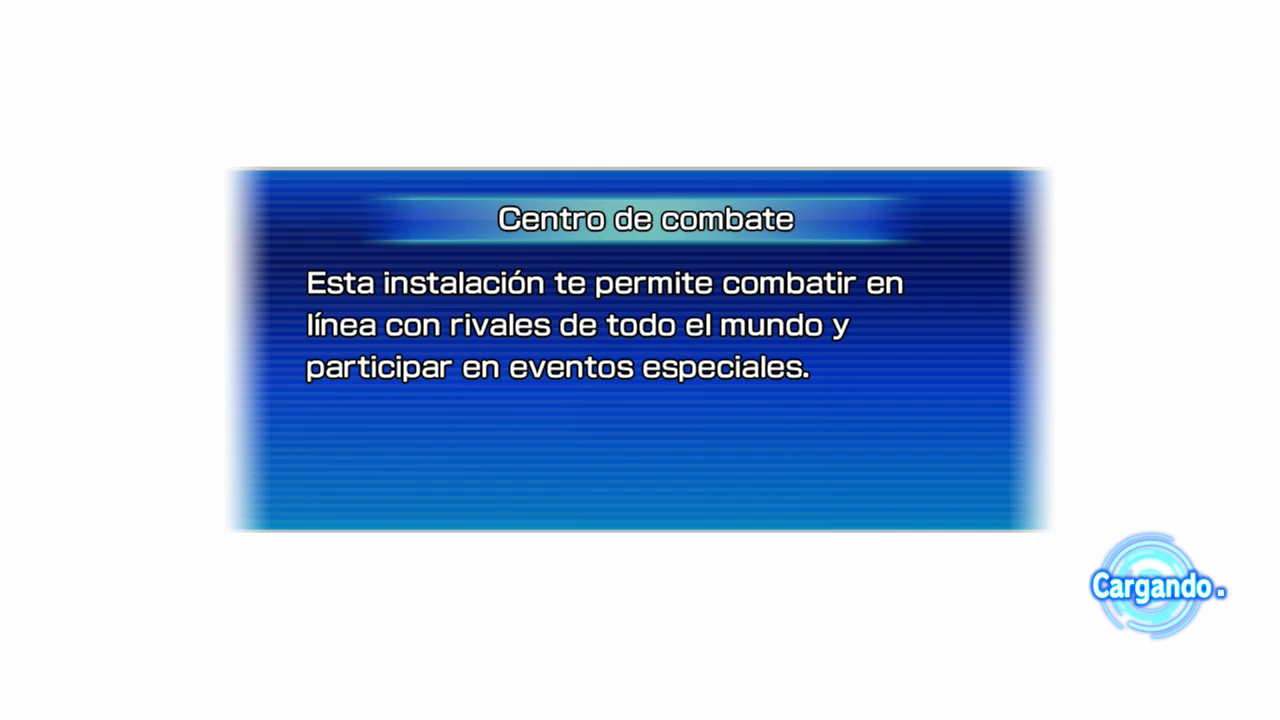 Centro de combate
Esta instalación te permite combatir en
línea con rivales de todo el mundo y
participar en eventos especiales.
Cargando.